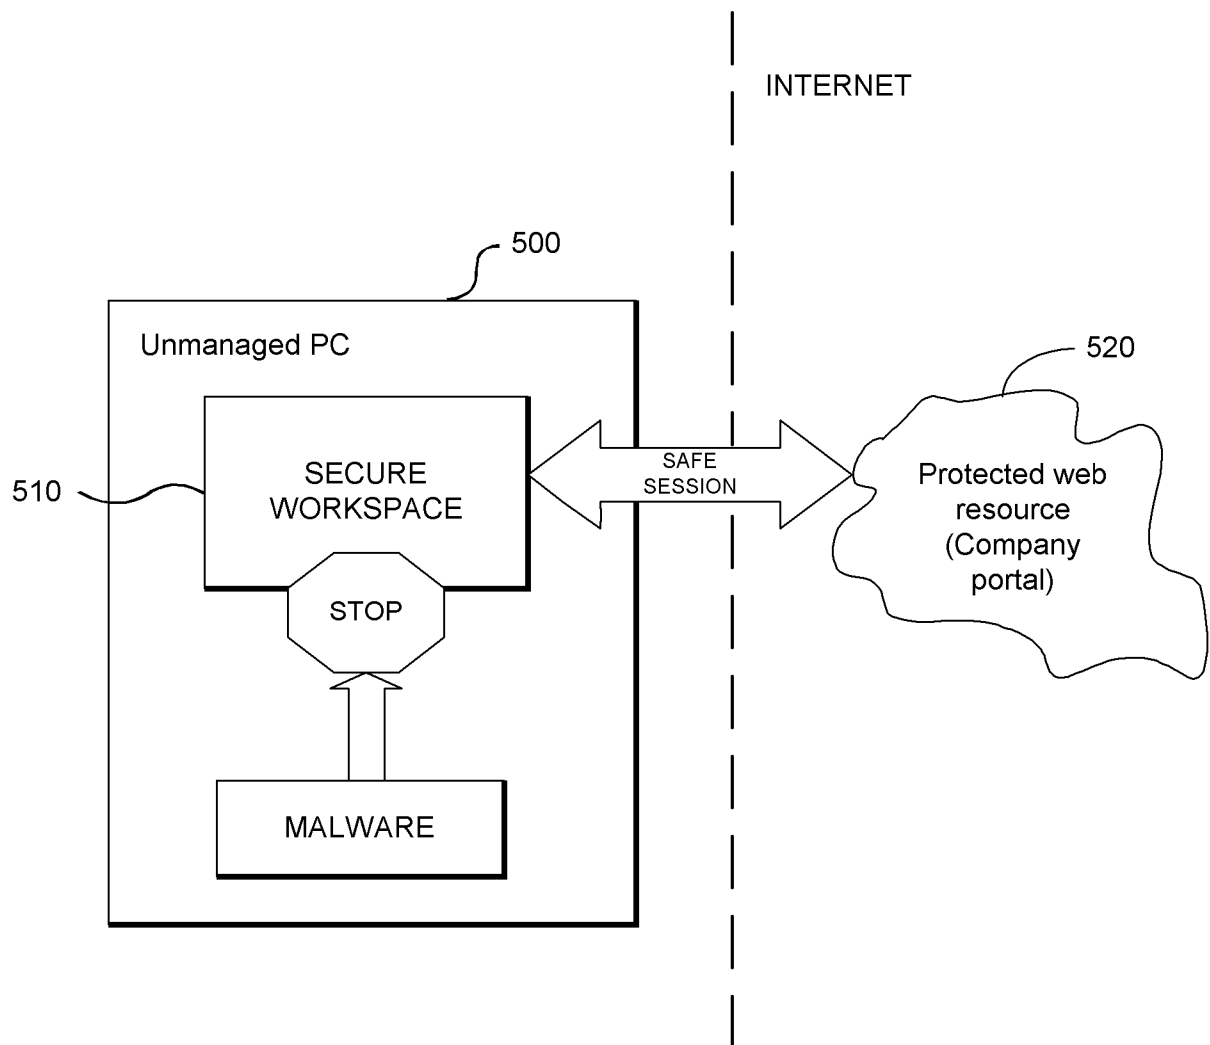 INTERNET
500
Unmanaged PC
520
SECURE
WORKSPACE
510
SAFE
SESSION
Protected web
resource
(Company
portal)
STOP
MALWARE